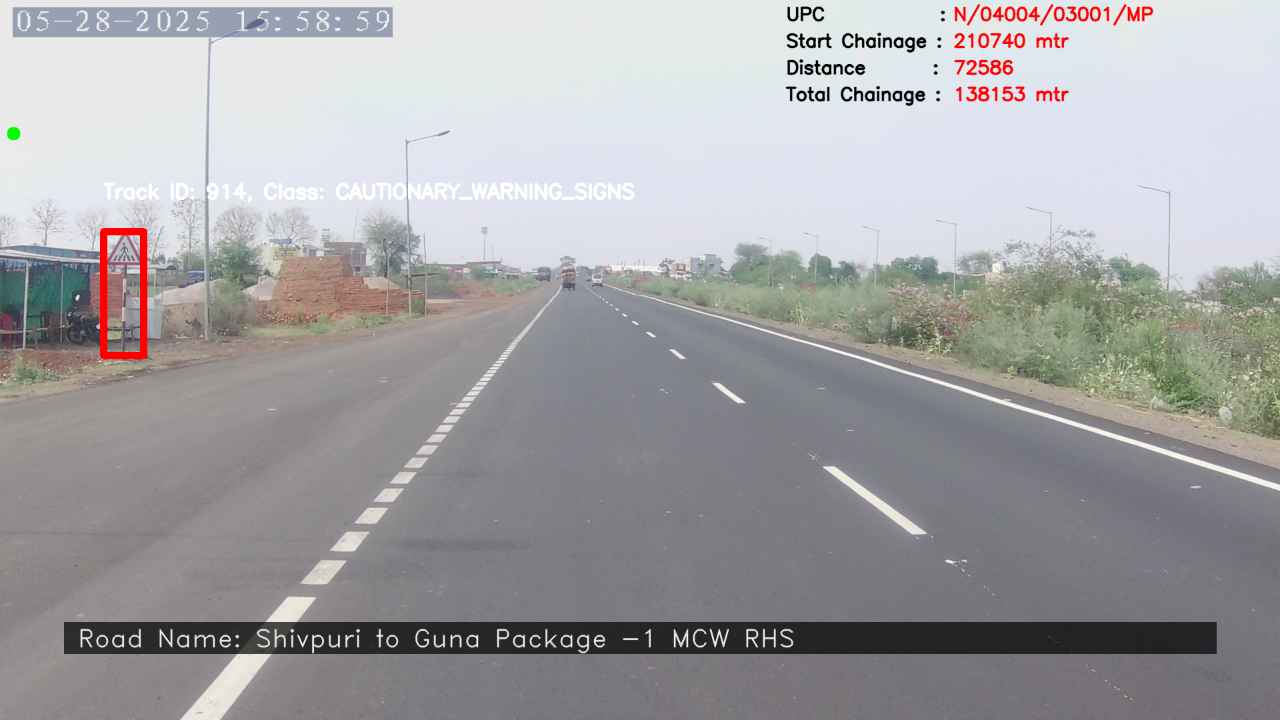 05-28-2025 15:58:59
UPC : N/04004/03001/MP
Start Chainage : 210740 mtr
Distance : 72586
Total Chainage : 138153 mtr
Track ID: 914, Class: CAUTIONARY_WARNING_SIGNS
Road Name: Shivpuri to Guna Package -1 MCW RHS